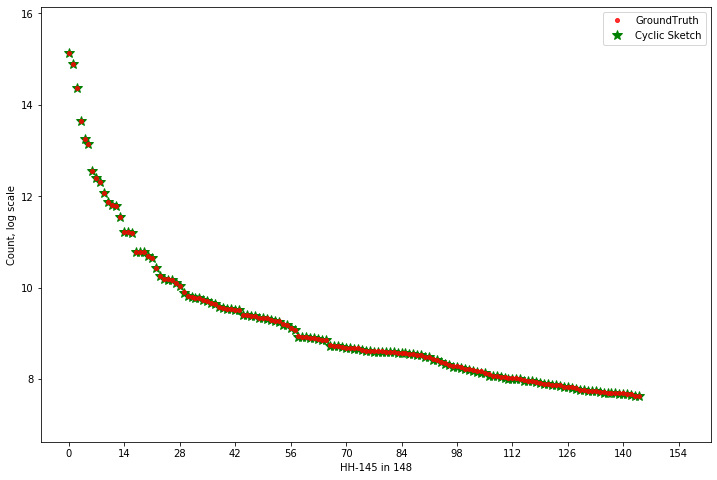 16
14
12
10
8
Count, log scale
GroundTruth
Cyclic Sketch
0 14 28 42 56 70 84 98 112 126 140 154
HH-145 in 148